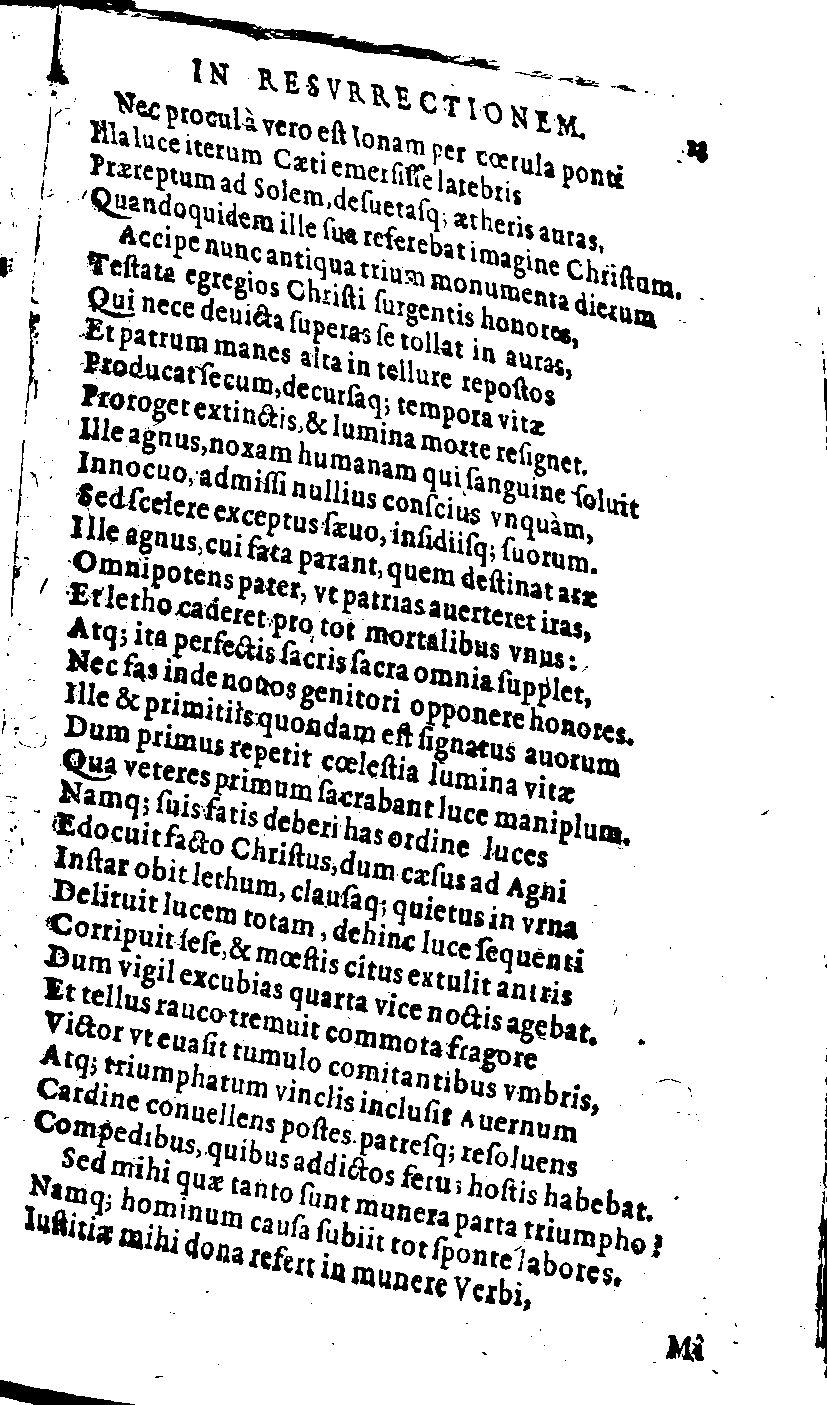 IN RESVRRECTIONEM.
Nec procul à vero est Ionam per cœrula ponti
Illa luce iterum Cæti emersisse latebris
Præreptum ad Solem, desuetasq; ætheris auras,
Quandoquidem ille sua referebat imagine Christum.
Accipe nunc antiqua trium monumenta dierum
Testata egregios Christi surgentis honores,
Qui nece deuicta superas se tollat in auras,
Et patrum manes alta in tellure repostos
Producat secum, decursaq; tempora vitæ
Proroget extinctis, & lumina morte resignet.
Ille agnus, noxam humanam qui sanguine soluit
Innocuo, admissi nullius conscius vnquàm,
Sed scelere exceptus sæuo, insidiisq; suorum.
Ille agnus, cui fata parant, quem destinat aræ
Omnipotens pater, vt patrias auerteret iras,
Et letho caderet pro tot mortalibus vnus:
Atq; ita perfectis sacris sacra omnia supplet,
Nec fas inde nouos genitori opponere honores.
Ille & primitiis quondam est signatus auorum
Dum primus repetit cœlestia lumina vitæ
Qua veteres primum sacrabant luce maniplum.
Namq; suis fatis deberi has ordine luces
Edocuit facto Christus, dum cæsus ad Agni
Instar obit lethum, clausaq; quietus in vrna
Delituit lucem totam, dehinc luce sequenti
Corripuit sese, & mœstis citus extulit antris
Dum vigil excubias quarta vice noctis agebat.
Et tellus rauco tremuit commota fragore
Victor vt euasit tumulo comitantibus vmbris,
Atq; triumphatum vinclis inclusit Auernum
Cardine conuellens postes patresq; resoluens
Compedibus, quibus addictos ferus hostis habebat.
Sed mihi quæ tanto sunt munera parta triumpho?
Namq; hominum causa subiit tot sponte labores.
Iustitiæ mihi dona refert in munere Verbi,
Mî